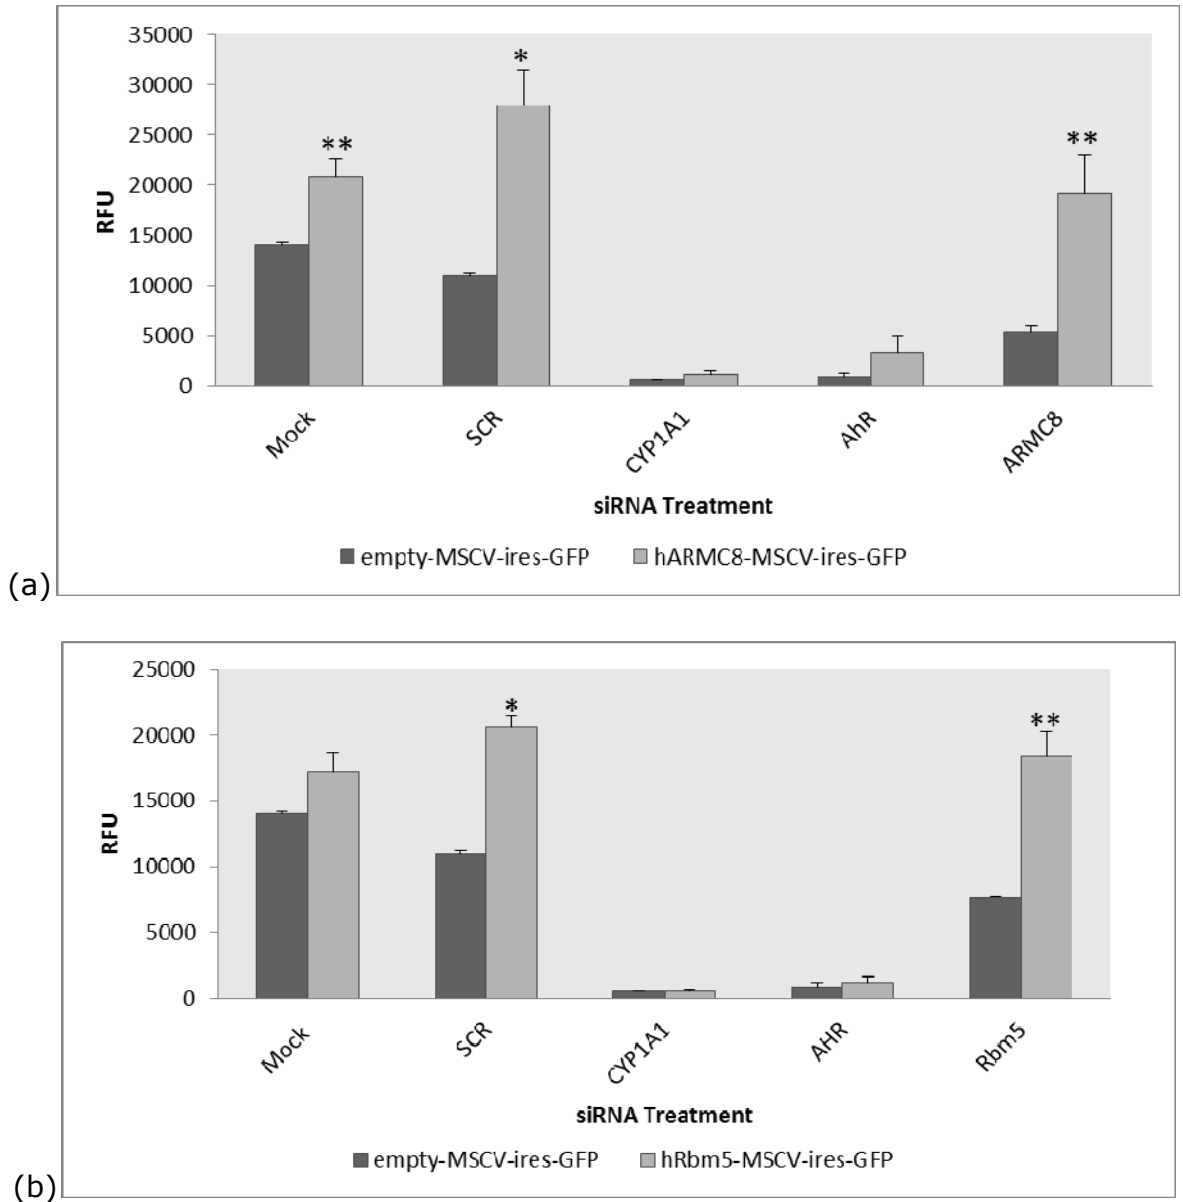 35000
30000
25000
20000
15000
10000
5000
0
RFU
**
*
**
Mock
SCR
CYP1A1
AhR
ARMC8
siRNA Treatment
empty-MSCV-ires-GFP hARMC8-MSCV-ires-GFP
(a)
25000
20000
15000
10000
5000
0
RFU
*
**
Mock
SCR
CYP1A1
AHR
Rbm5
siRNA Treatment
empty-MSCV-ires-GFP hRbm5-MSCV-ires-GFP
(b)